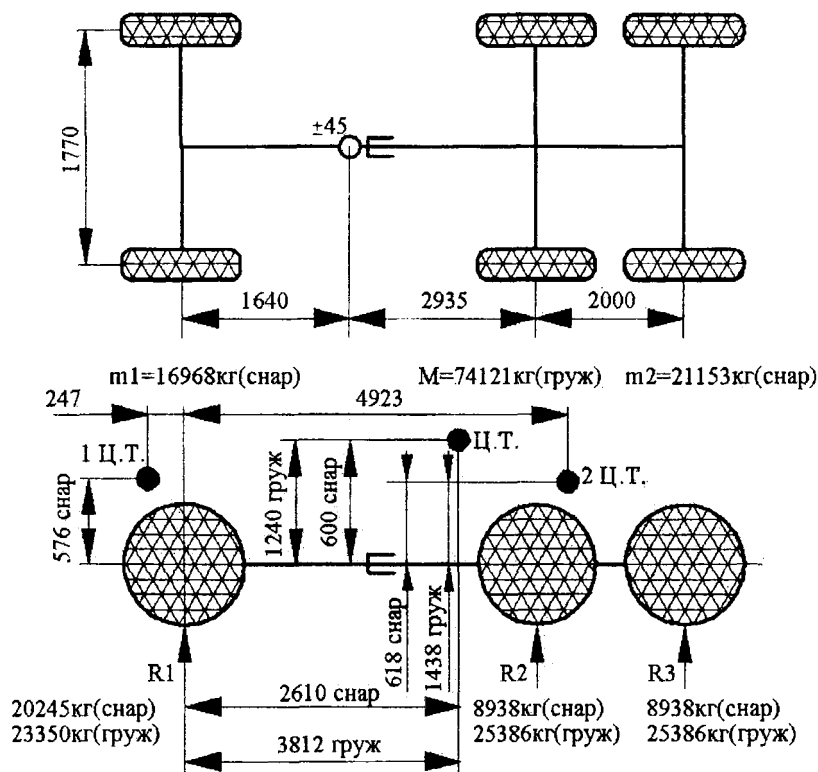 ±45
1770
1640
2935
2000
m1=16968кг(снар)
M=74121кг(груж)
m2=21153кг(снар)
247
4923
1 Ц.Т.
Ц.Т.
2 Ц.Т.
576 снар
1240 груж
600 снар
618 снар
1438 груж
R1
R2
R3
2610 снар
20245кг(снар)
8938кг(снар)
8938кг(снар)
23350кг(груж)
25386кг(груж)
25386кг(груж)
3812 груж